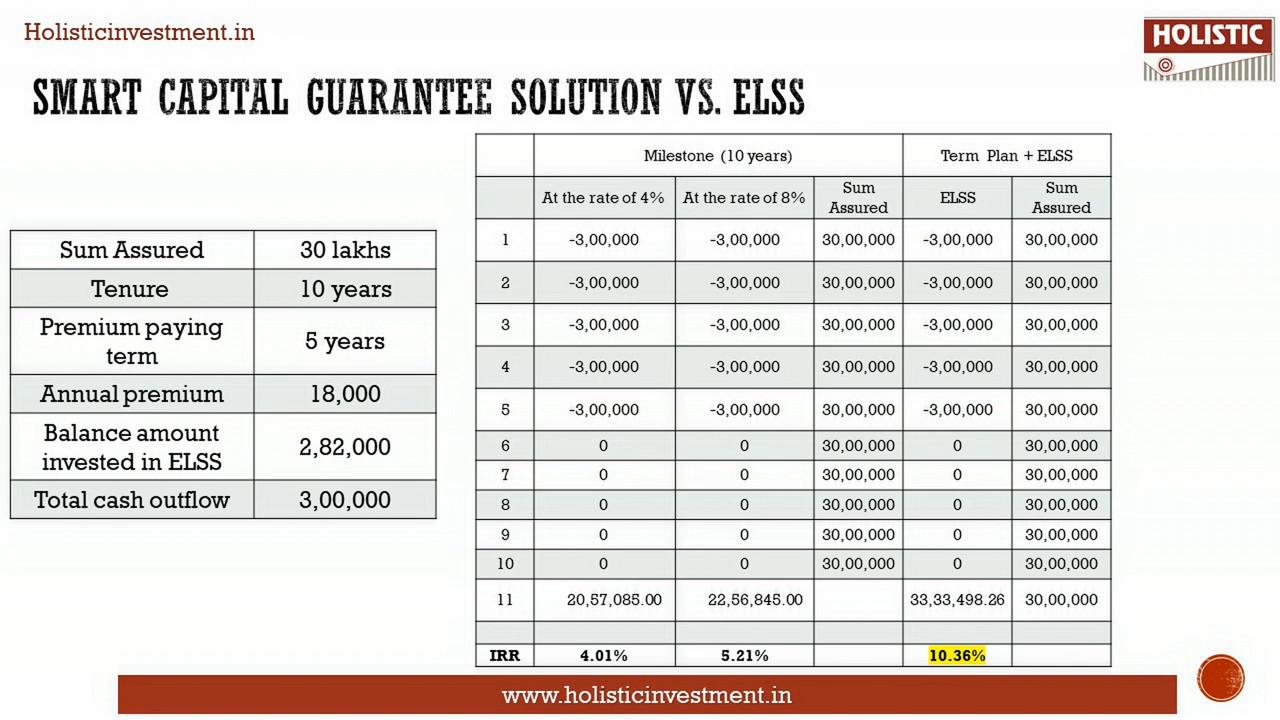 Holisticinvestment.in
HOLISTIC
SMART CAPITAL GUARANTEE SOLUTION VS. ELSS
Sum Assured 30 lakhs
Tenure 10 years
Premium paying
term 5 years
Annual premium 18,000
Balance amount
invested in ELSS 2,82,000
Total cash outflow 3,00,000
Milestone (10 years) Term Plan + ELSS
At the rate of 4% At the rate of 8% Sum
Assured ELSS Sum
Assured
1 -3,00,000 -3,00,000 30,00,000 -3,00,000 30,00,000
2 -3,00,000 -3,00,000 30,00,000 -3,00,000 30,00,000
3 -3,00,000 -3,00,000 30,00,000 -3,00,000 30,00,000
4 -3,00,000 -3,00,000 30,00,000 -3,00,000 30,00,000
5 -3,00,000 -3,00,000 30,00,000 -3,00,000 30,00,000
6 0 0 30,00,000 0 30,00,000
7 0 0 30,00,000 0 30,00,000
8 0 0 30,00,000 0 30,00,000
9 0 0 30,00,000 0 30,00,000
10 0 0 30,00,000 0 30,00,000
11 20,57,085.00 22,56,845.00 33,33,498.26 30,00,000
IRR 4.01% 5.21% 10.36%
www.holisticinvestment.in